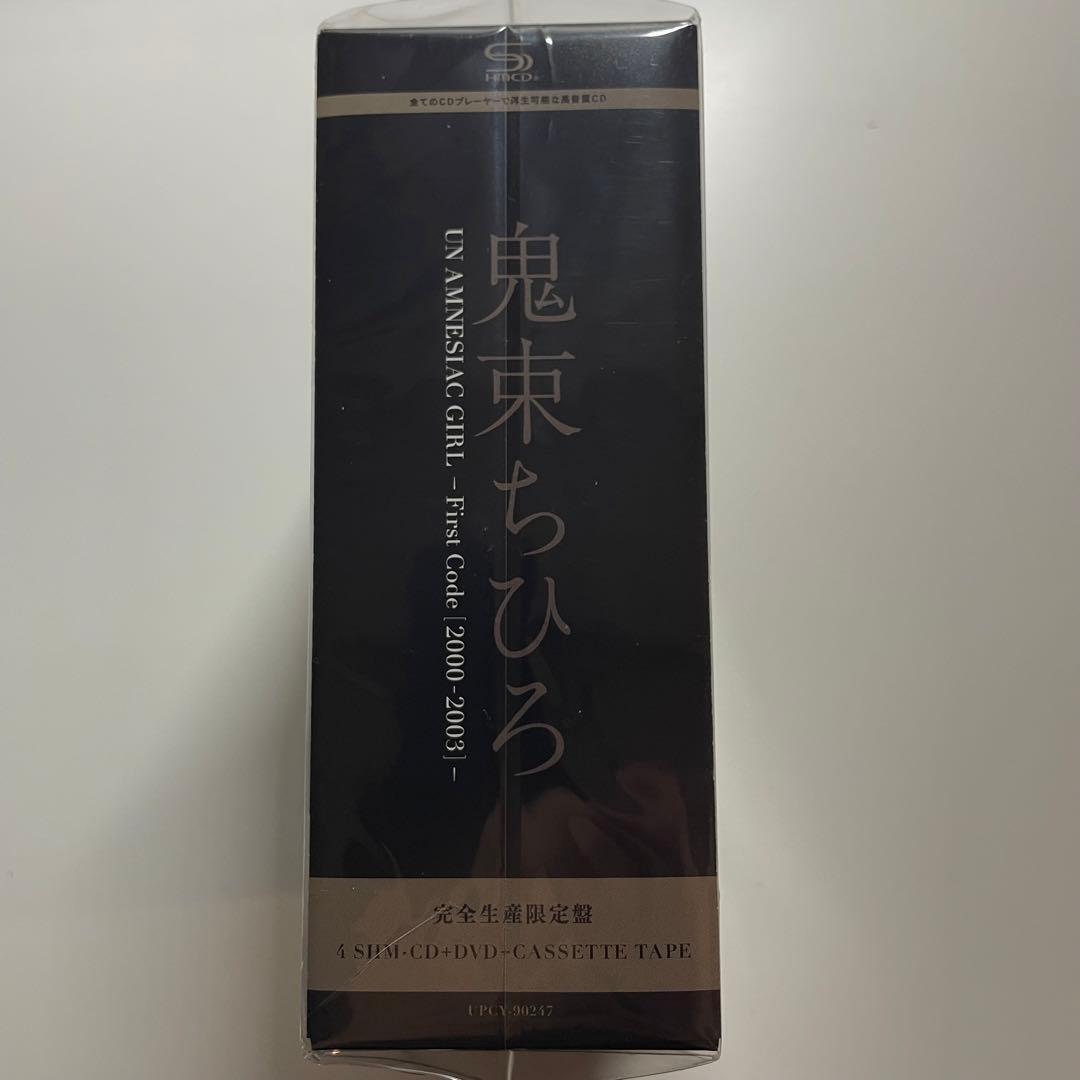 SHM-CD
全てのCDプレーヤーで再生可能な高音質CD
鬼束ちひろ
UN AMNESIAC GIRL – First Code [2000-2003] –
完全生産限定盤
4 SHM-CD+DVD+CASSETTE TAPE
UPCY-90247